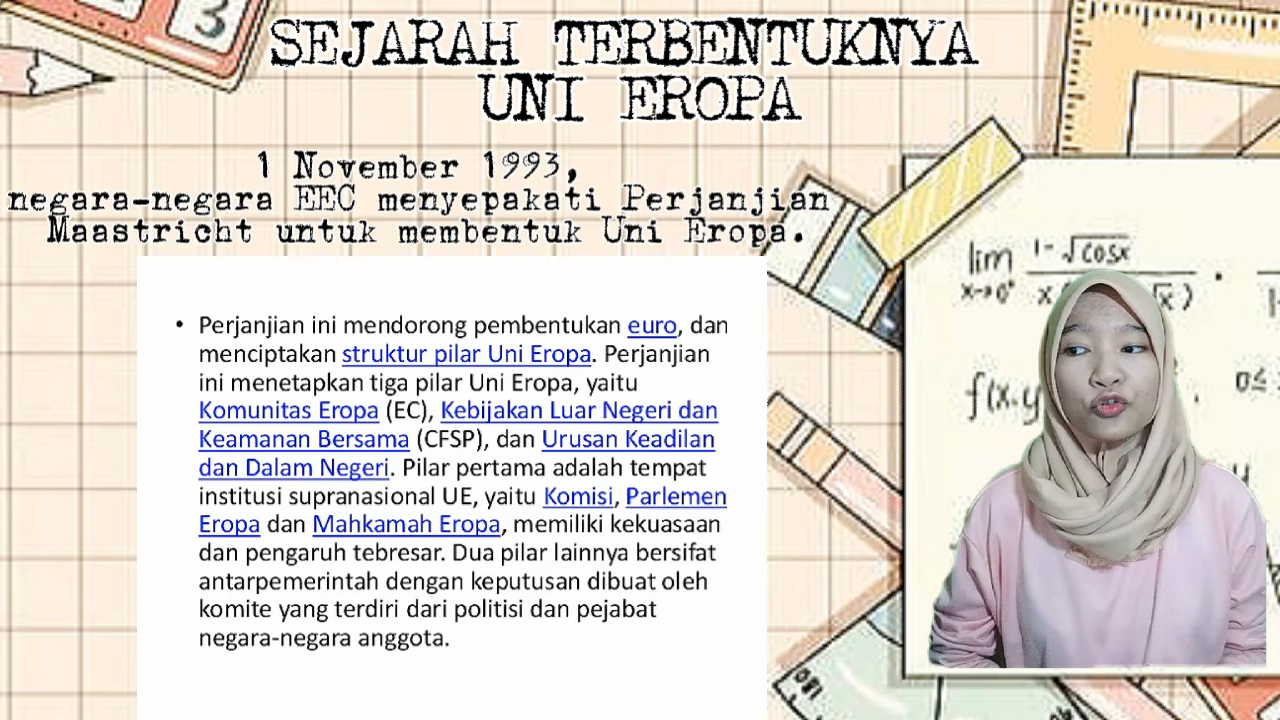 SEJARAH TERBENTUKNYA
UNI EROPA
1 November 1993,
negara-negara EEC menyepakati Perjanjian
Maastricht untuk membentuk Uni Eropa.
• Perjanjian ini mendorong pembentukan euro, dan
menciptakan struktur pilar Uni Eropa. Perjanjian
ini menetapkan tiga pilar Uni Eropa, yaitu
Komunitas Eropa (EC), Kebijakan Luar Negeri dan
Keamanan Bersama (CFSP), dan Urusan Keadilan
dan Dalam Negeri. Pilar pertama adalah tempat
institusi supranasional UE, yaitu Komisi, Parlemen
Eropa dan Mahkamah Eropa, memiliki kekuasaan
dan pengaruh tebresar. Dua pilar lainnya bersifat
antarpemerintah dengan keputusan dibuat oleh
komite yang terdiri dari politisi dan pejabat
negara-negara anggota.
3
lim 1-√cosx
x→0⁺ x
f(x,y
0≤
180